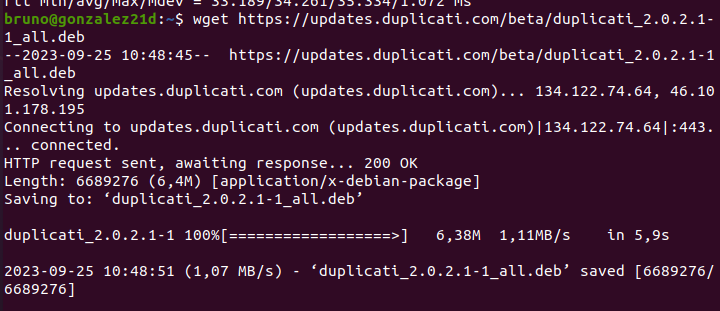 rtt min/avg/max/mdev = 33.189/34.261/35.334/1.072 ms
bruno@gonzalez21d:~$ wget https://updates.duplicati.com/beta/duplicati_2.0.2.1-
1_all.deb
--2023-09-25 10:48:45--  https://updates.duplicati.com/beta/duplicati_2.0.2.1-1
_all.deb
Resolving updates.duplicati.com (updates.duplicati.com)... 134.122.74.64, 46.10
1.178.195
Connecting to updates.duplicati.com (updates.duplicati.com)|134.122.74.64|:443.
.. connected.
HTTP request sent, awaiting response... 200 OK
Length: 6689276 (6,4M) [application/x-debian-package]
Saving to: ‘duplicati_2.0.2.1-1_all.deb’
duplicati_2.0.2.1-1 100%[===================>]   6,38M  1,11MB/s    in 5,9s
2023-09-25 10:48:51 (1,07 MB/s) - ‘duplicati_2.0.2.1-1_all.deb’ saved [6689276/
6689276]